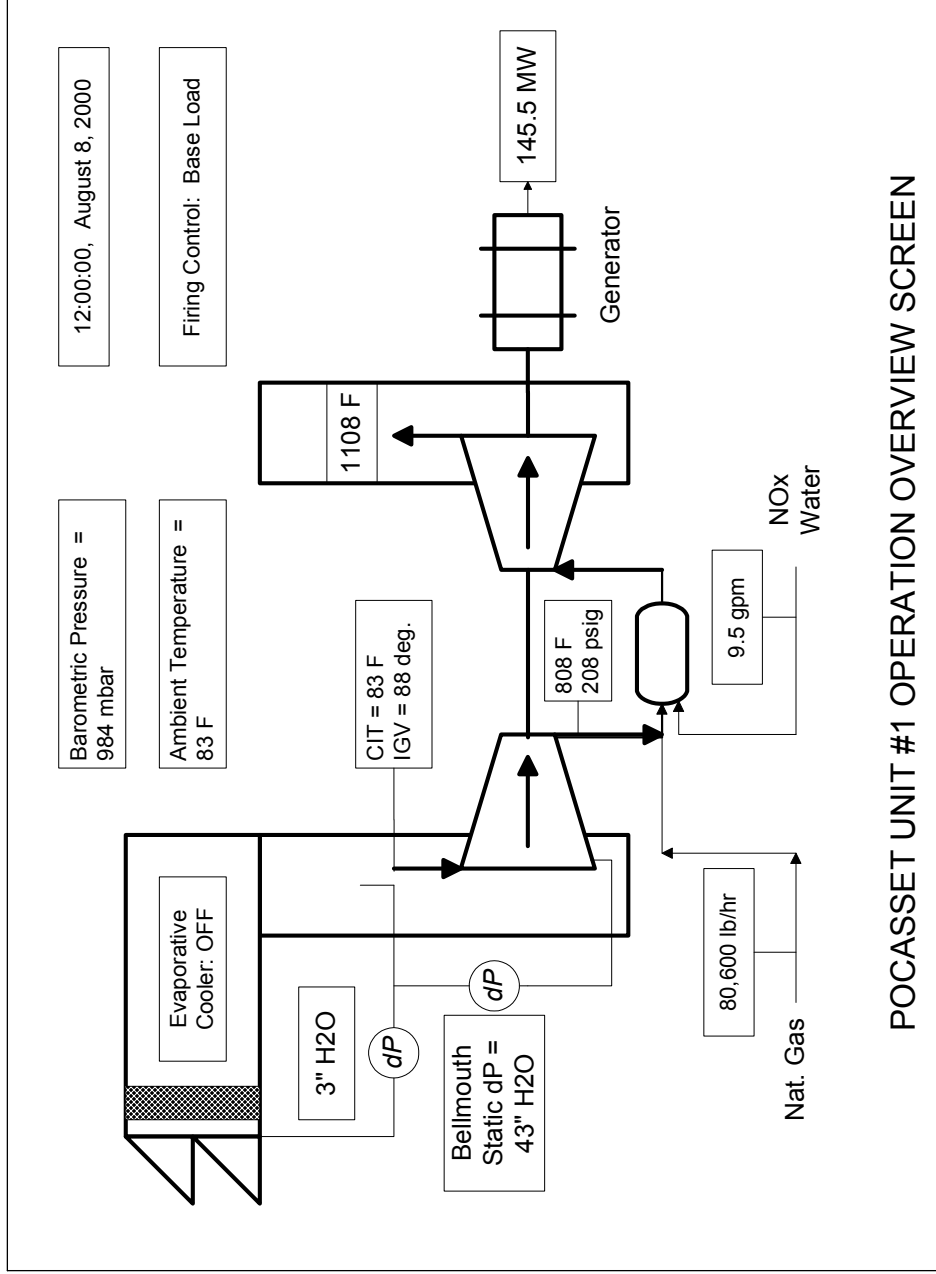 Barometric Pressure =
984 mbar
12:00:00, August 8, 2000
Ambient Temperature =
83 F
Firing Control: Base Load
Evaporative
Cooler: OFF
3" H2O
dP
Bellmouth
Static dP =
43" H2O
dP
CIT = 83 F
IGV = 88 deg.
1108 F
145.5 MW
Generator
808 F
208 psig
80,600 lb/hr
Nat. Gas
9.5 gpm
NOx
Water
POCASSET UNIT #1 OPERATION OVERVIEW SCREEN